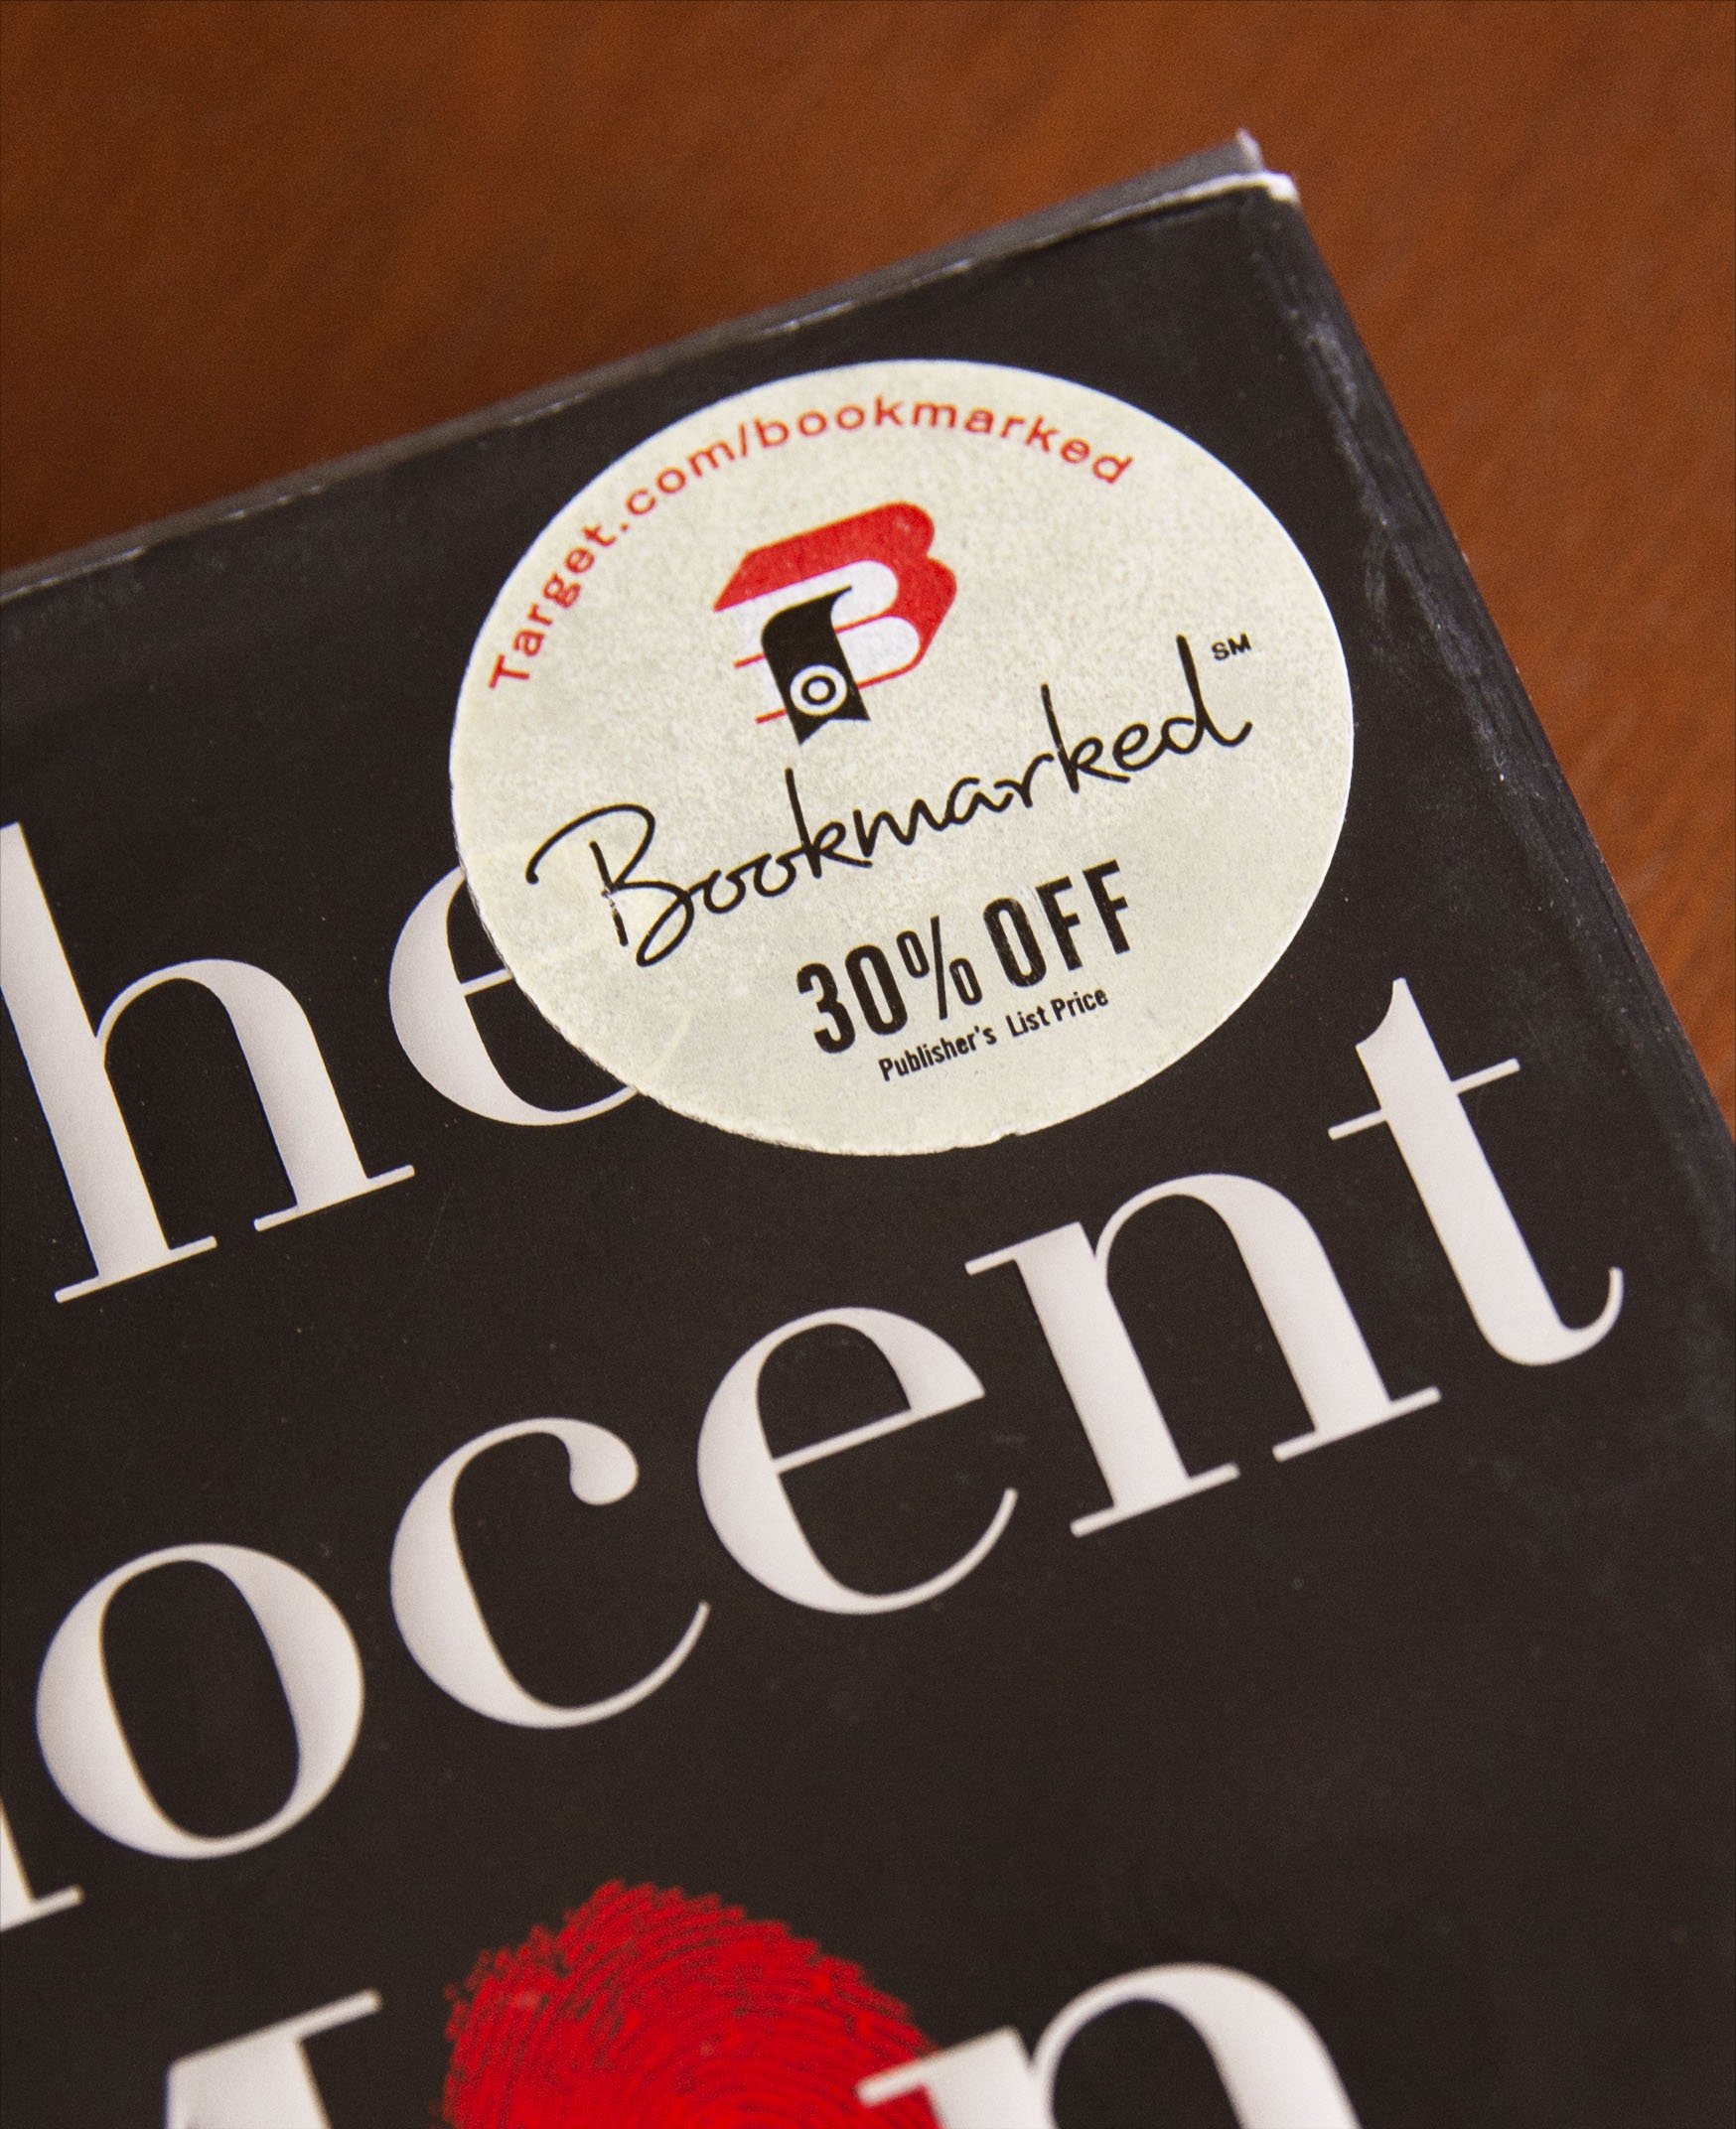 Target.com/bookmarked
B
Bookmarked℠
30% OFF
Publisher's List Price
he
ocent
M n